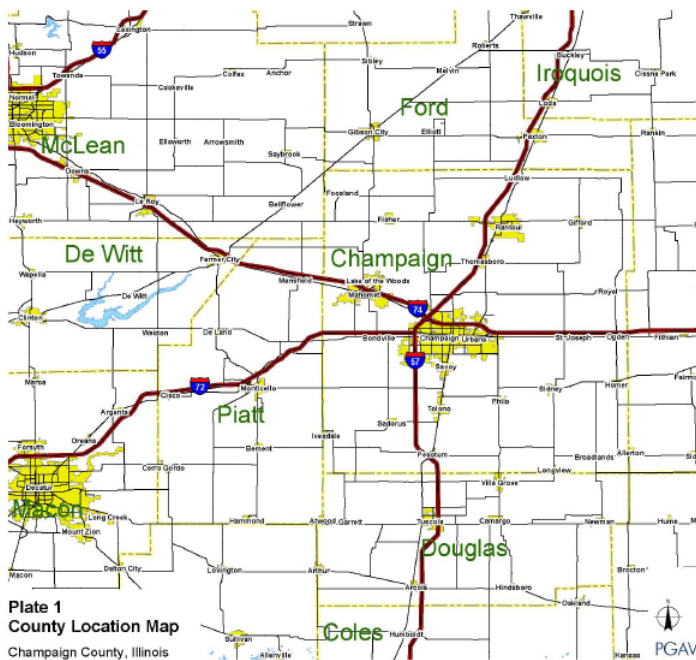 Thawville
Lexington
Strawn
Hudson
55
Roberts
Buckley
Sibley
Melvin
Iroquois
Towanda
Colfax
Anchor
Cissna Park
Cooksville
Normal
Ford
Loda
Bloomington
Gibson City
Elliott
Paxton
Rankin
McLean
Ellsworth
Arrowsmith
Saybrook
Downs
Ludlow
Le Roy
Foosland
Bellflower
Heyworth
Fisher
Rantoul
Gifford
De Witt
Champaign
Farmer City
Thomasboro
Wapella
Mansfield
Lake of the Woods
De Witt
Mahomet
Royal
74
Clinton
Weldon
De Land
Bondville
Champaign
Urbana
St. Joseph
Ogden
Fithian
57
Savoy
Maroa
72
Monticello
Sidney
Homer
Cisco
Philo
Argenta
Piatt
Tolono
Sadorus
Oreana
Ivesdale
Forsyth
Bement
Pesotum
Broadlands
Allerton
Cerro Gordo
Longview
Decatur
Villa Grove
Macon
Long Creek
Hammond
Atwood
Garrett
Tuscola
Camargo
Newman
Hume
Mount Zion
Douglas
Macon
Dalton City
Lovington
Arthur
Brocton
Arcola
Hindsboro
Oakland
Plate 1
County Location Map
Champaign County, Illinois
Sullivan
Coles
Humboldt
Allenville
Kansas
N
PGAV